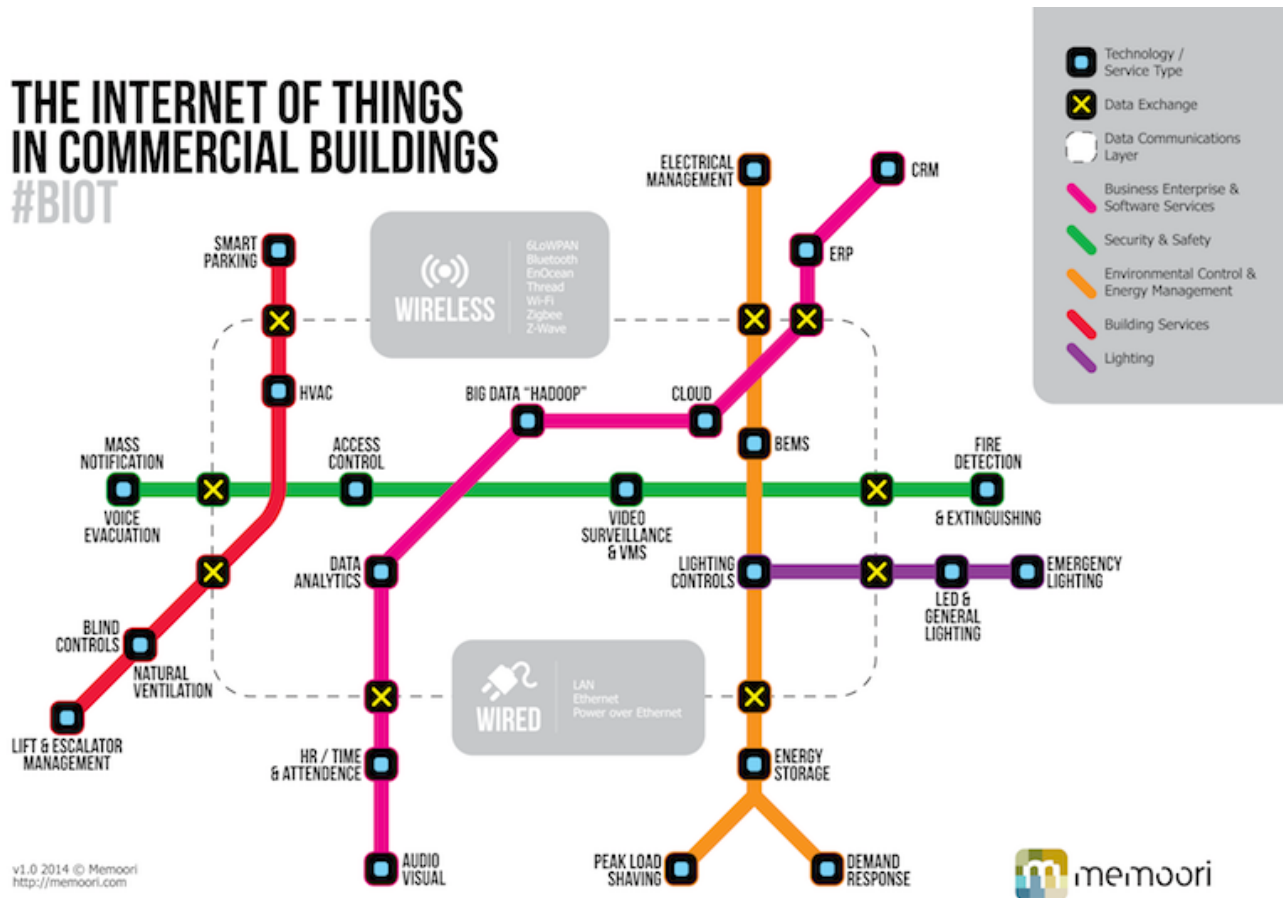 THE INTERNET OF THINGS
IN COMMERCIAL BUILDINGS
#BIOT
Technology /
Service Type
Data Exchange
Data Communications
Layer
Business Enterprise &
Software Services
Security & Safety
Environmental Control &
Energy Management
Building Services
Lighting
ELECTRICAL
MANAGEMENT
CRM
SMART
PARKING
ERP
WIRELESS
6LoWPAN
Bluetooth
EnOcean
Thread
Wi-Fi
Zigbee
Z-Wave
HVAC
BIG DATA “HADOOP”
CLOUD
MASS
NOTIFICATION
VOICE
EVACUATION
ACCESS
CONTROL
BEMS
FIRE
DETECTION
& EXTINGUISHING
VIDEO
SURVEILLANCE
& VMS
DATA
ANALYTICS
LIGHTING
CONTROLS
LED &
GENERAL
LIGHTING
EMERGENCY
LIGHTING
BLIND
CONTROLS
NATURAL
VENTILATION
LIFT & ESCALATOR
MANAGEMENT
WIRED
LAN
Ethernet
Power over Ethernet
HR / TIME
& ATTENDENCE
ENERGY
STORAGE
AUDIO
VISUAL
PEAK LOAD
SHAVING
DEMAND
RESPONSE
v1.0 2014 © Memoori
http://memoori.com
m memoori